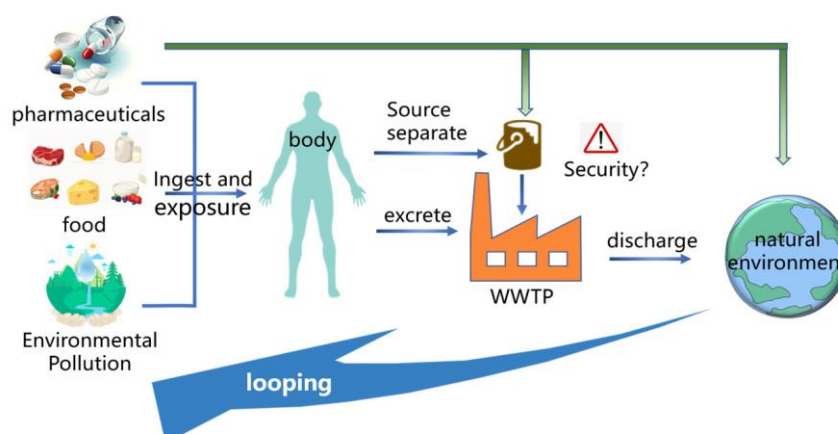 pharmaceuticals
food
Environmental
Pollution
Ingest and
exposure
body
Source
separate
excrete
Security?
WWTP
discharge
natural
environmen
looping